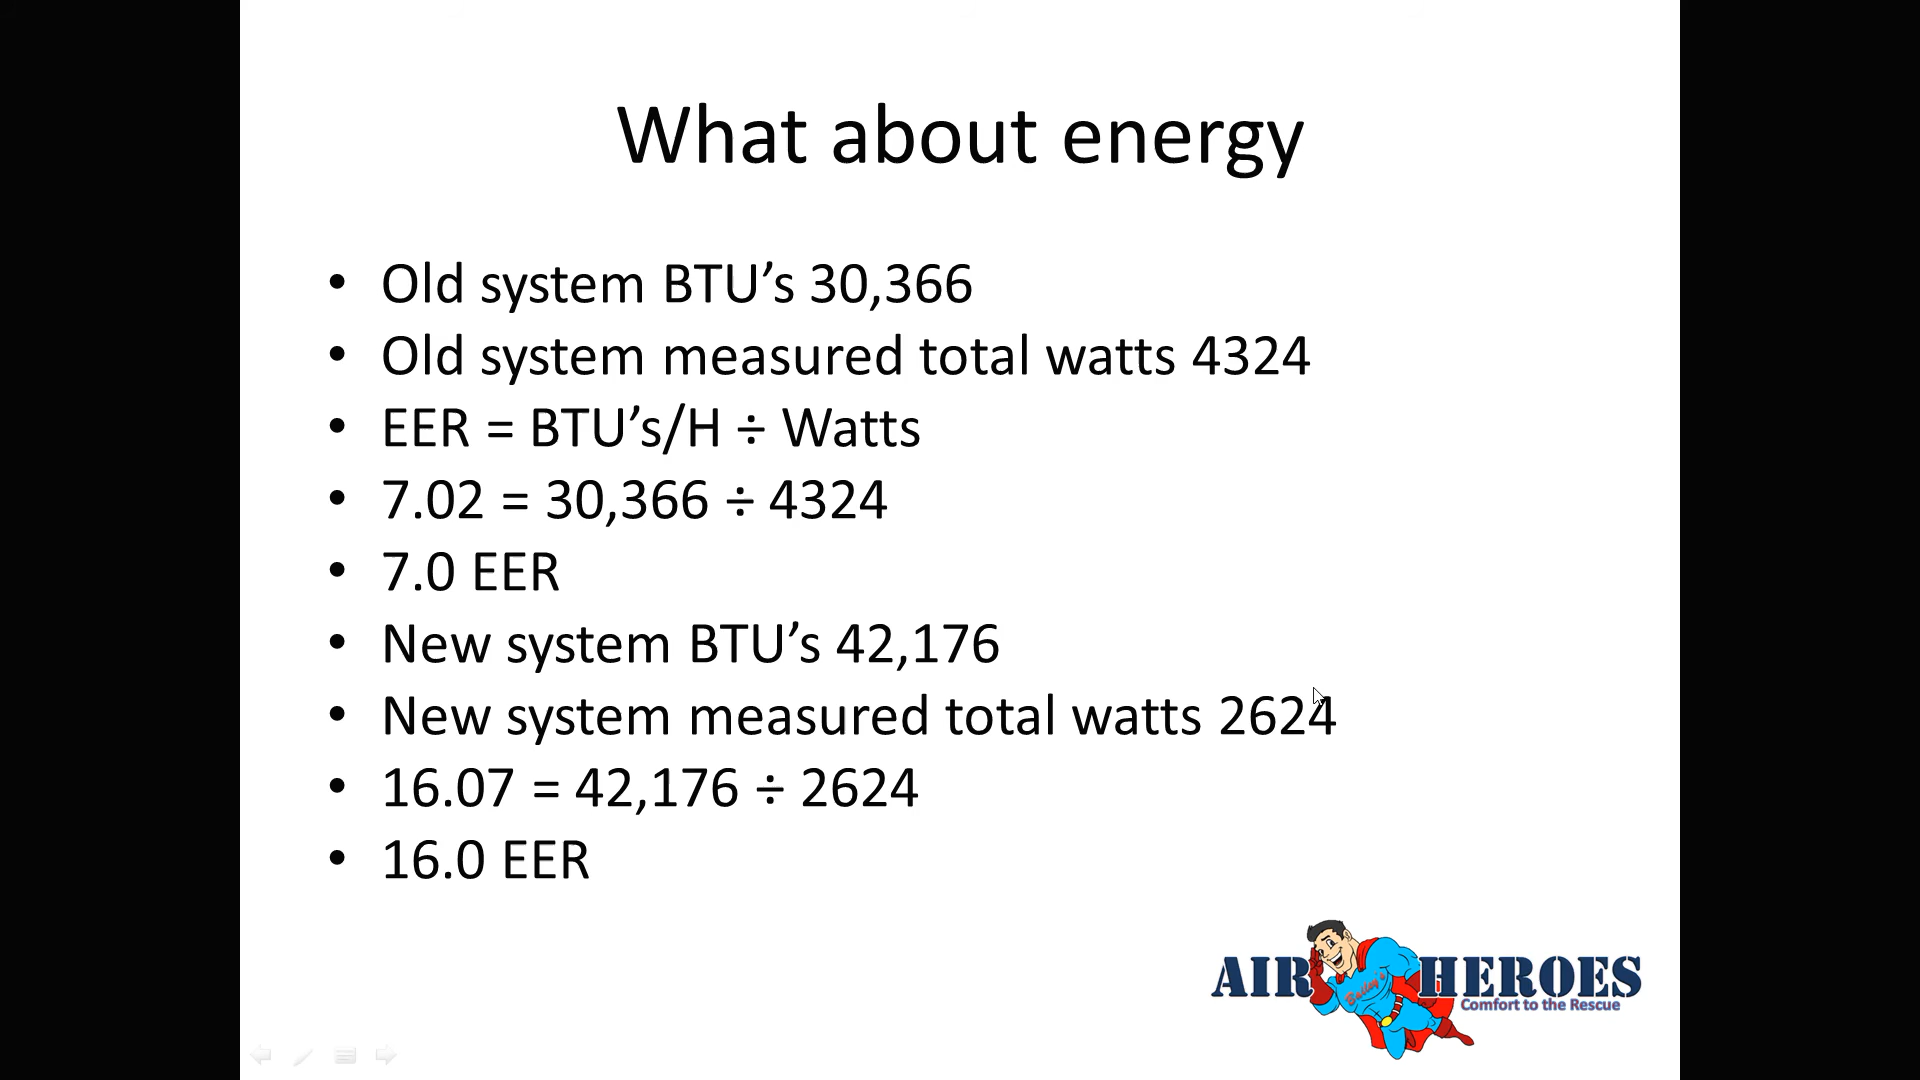 What about energy
• Old system BTU’s 30,366
• Old system measured total watts 4324
• EER = BTU’s/H ÷ Watts
• 7.02 = 30,366 ÷ 4324
• 7.0 EER
• New system BTU’s 42,176
• New system measured total watts 2624
• 16.07 = 42,176 ÷ 2624
• 16.0 EER
AIR HEROES
Bailey's
Comfort to the Rescue